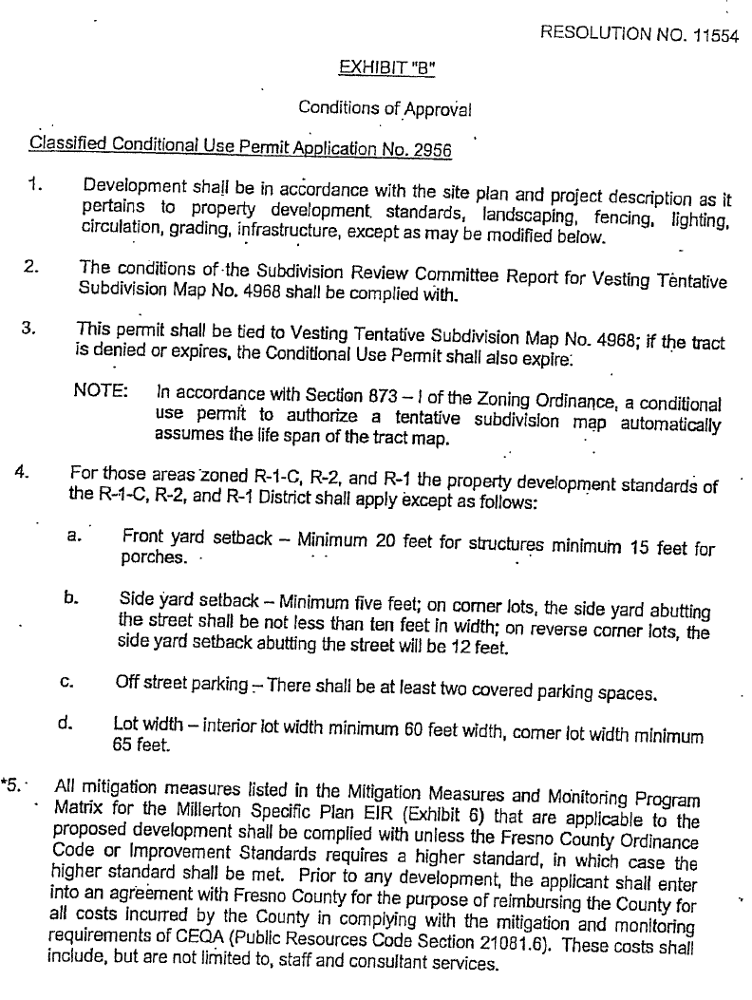 RESOLUTION NO. 11554
EXHIBIT "B"
Conditions of Approval
Classified Conditional Use Permit Application No. 2956
1. Development shall be in accordance with the site plan and project description as it
pertains to property development standards, landscaping, fencing, lighting,
circulation, grading, infrastructure, except as may be modified below.
2. The conditions of the Subdivision Review Committee Report for Vesting Tentative
Subdivision Map No. 4968 shall be complied with.
3. This permit shall be tied to Vesting Tentative Subdivision Map No. 4968; if the tract
is denied or expires, the Conditional Use Permit shall also expire.
NOTE: In accordance with Section 873 – I of the Zoning Ordinance, a conditional
use permit to authorize a tentative subdivision map automatically
assumes the life span of the tract map.
4. For those areas zoned R-1-C, R-2, and R-1 the property development standards of
the R-1-C, R-2, and R-1 District shall apply except as follows:
a. Front yard setback – Minimum 20 feet for structures minimum 15 feet for
porches.
b. Side yard setback – Minimum five feet; on corner lots, the side yard abutting
the street shall be not less than ten feet in width; on reverse corner lots, the
side yard setback abutting the street will be 12 feet.
c. Off street parking – There shall be at least two covered parking spaces.
d. Lot width – interior lot width minimum 60 feet width, corner lot width minimum
65 feet.
*5. All mitigation measures listed in the Mitigation Measures and Monitoring Program
Matrix for the Millerton Specific Plan EIR (Exhibit 6) that are applicable to the
proposed development shall be complied with unless the Fresno County Ordinance
Code or Improvement Standards requires a higher standard, in which case the
higher standard shall be met. Prior to any development, the applicant shall enter
into an agreement with Fresno County for the purpose of reimbursing the County for
all costs incurred by the County in complying with the mitigation and monitoring
requirements of CEQA (Public Resources Code Section 21081.6). These costs shall
include, but are not limited to, staff and consultant services.